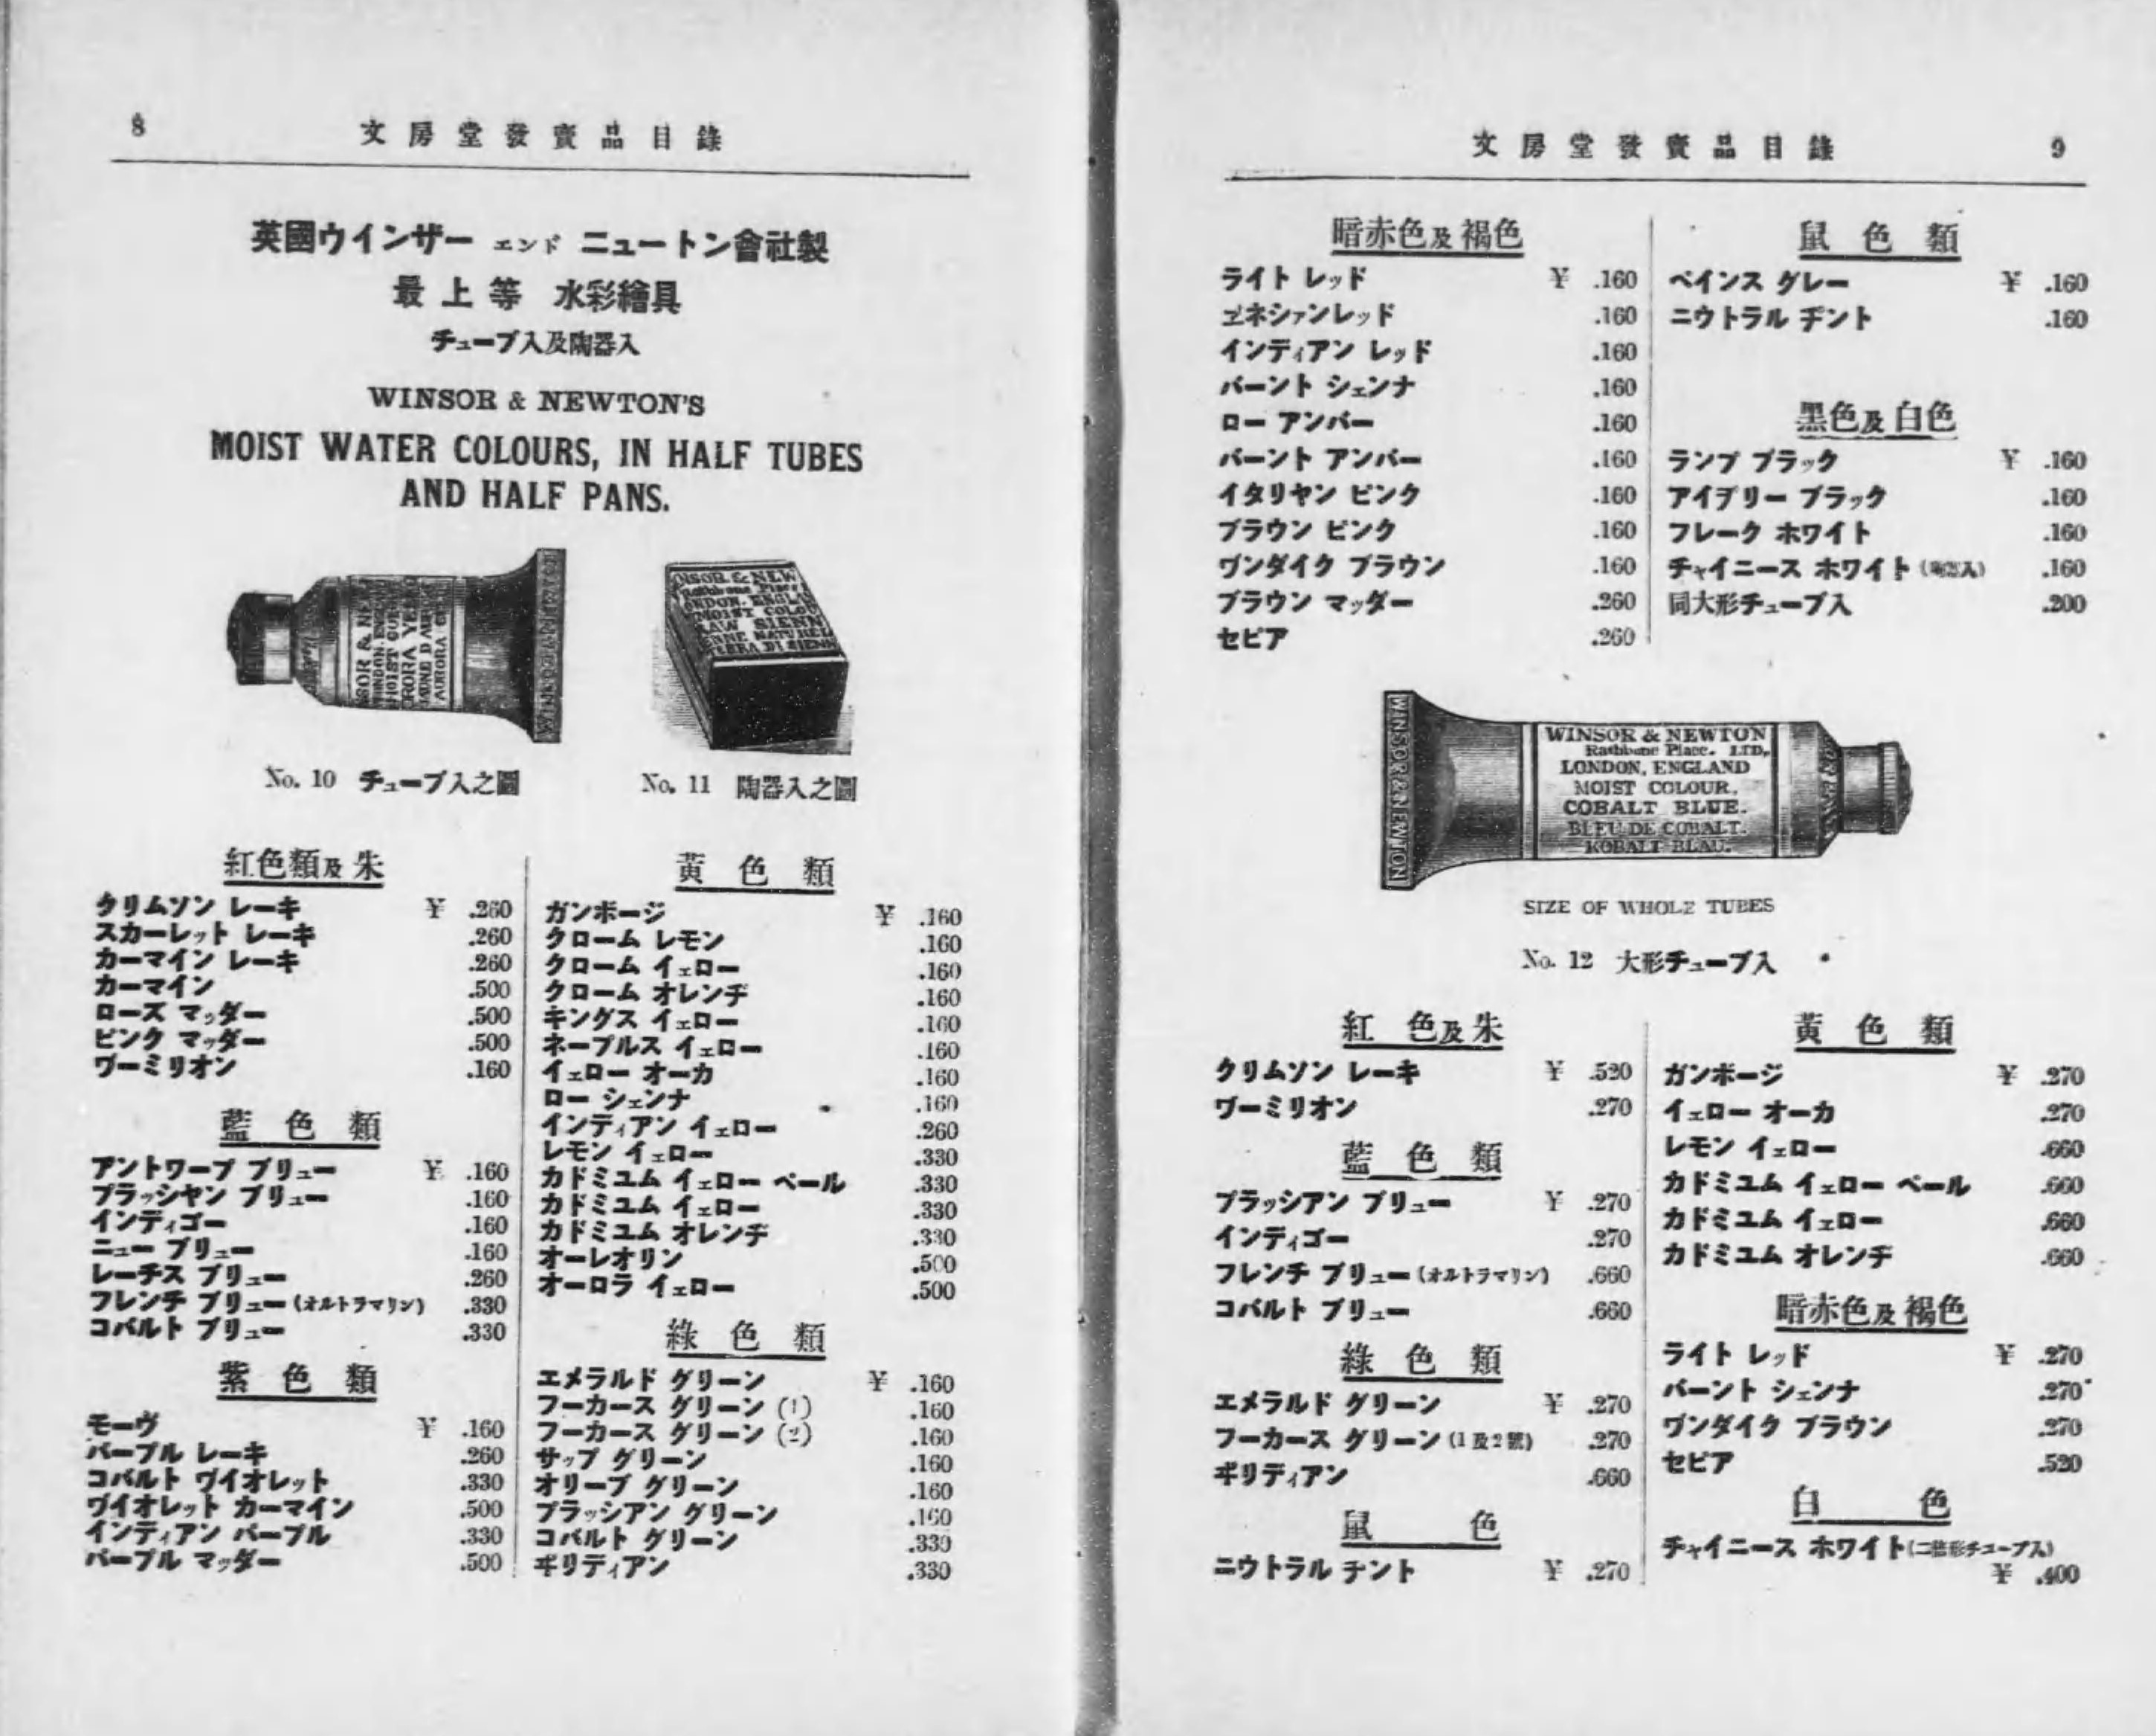 8
文房堂發賣品目錄
英國ウインザー エンド ニュートン會社製
最上等 水彩繪具
チューブ入及陶器入
WINSOR & NEWTON'S
MOIST WATER COLOURS, IN HALF TUBES
AND HALF PANS.
No. 10 チューブ入之圖
No. 11 陶器入之圖
紅色類及朱
クリムソン レーキ ¥ .260
スカーレット レーキ .260
カーマイン レーキ .260
カーマイン .500
ローズ マッダー .500
ピンク マッダー .500
ワ゛ーミリオン .160
藍色類
アントワープ ブリュー ¥ .160
プラッシヤン ブリュー .160
インディゴー .160
ニュー ブリュー .160
レーチス ブリュー .260
フレンチ ブリュー (オルトラマリン) .330
コバルト ブリュー .330
紫色類
モーヴ ¥ .160
パープル レーキ .260
コバルト ヴイオレット .330
ヴイオレット カーマイン .500
インディアン パープル .330
パープル マッダー .500
黃色類
ガンボージ ¥ .160
クローム レモン .160
クローム イェロー .160
クローム オレンヂ .160
キングス イェロー .160
ネープルス イェロー .160
イェロー オーカ .160
ロー シェンナ .160
インディアン イェロー .260
レモン イェロー .330
カドミユム イェロー ペール .330
カドミユム イェロー .330
カドミユム オレンヂ .330
オーレオリン .500
オーロラ イェロー .500
綠色類
エメラルド グリーン ¥ .160
フーカース グリーン (1) .160
フーカース グリーン (2) .160
サップ グリーン .160
オリーブ グリーン .160
プラッシアン グリーン .160
コバルト グリーン .330
ヰリディアン .330
文房堂發賣品目錄
9
暗赤色及褐色
ライト レッド ¥ .160
ヱ゛ネシァンレッド .160
インディアン レッド .160
バーント シェンナ .160
ロー アンバー .160
バーント アンバー .160
イタリヤン ピンク .160
ブラウン ピンク .160
ワ゛ンダイク ブラウン .160
ブラウン マッダー .260
セピア .260
鼠色類
ペインス グレー ¥ .160
ニウトラル ヂント .160
黑色及白色
ランプ ブラック ¥ .160
アイヲ゛リー ブラック .160
フレーク ホワイト .160
チャイニース ホワイト (陶器入) .160
同大形チューブ入 .200
WINSOR & NEWTON
WINSOR & NEWTON
Rathbone Place. LTD,
LONDON, ENGLAND
MOIST COLOUR.
COBALT BLUE.
BLEU DE COBALT.
KOBALT BLAU.
SIZE OF WHOLE TUBES
No. 12 大形チューブ入
紅色及朱
クリムソン レーキ ¥ .520
ワ゛ーミリオン .270
藍色類
プラッシアン ブリュー ¥ .270
インディゴー .270
フレンチ ブリュー (オルトラマリン) .660
コバルト ブリュー .660
綠色類
エメラルド グリーン ¥ .270
フーカース グリーン (1及2號) .270
ヰリディアン .660
鼠色
ニウトラル チント ¥ .270
黃色類
ガンボージ ¥ .270
イェロー オーカ .270
レモン イェロー .660
カドミユム イェロー ペール .660
カドミユム イェロー .660
カドミユム オレンヂ .660
暗赤色及褐色
ライト レッド ¥ .270
バーント シェンナ .270
ワ゛ンダイク ブラウン .270
セピア .520
白色
チャイニース ホワイト (二倍形チューブ入)
¥ .400